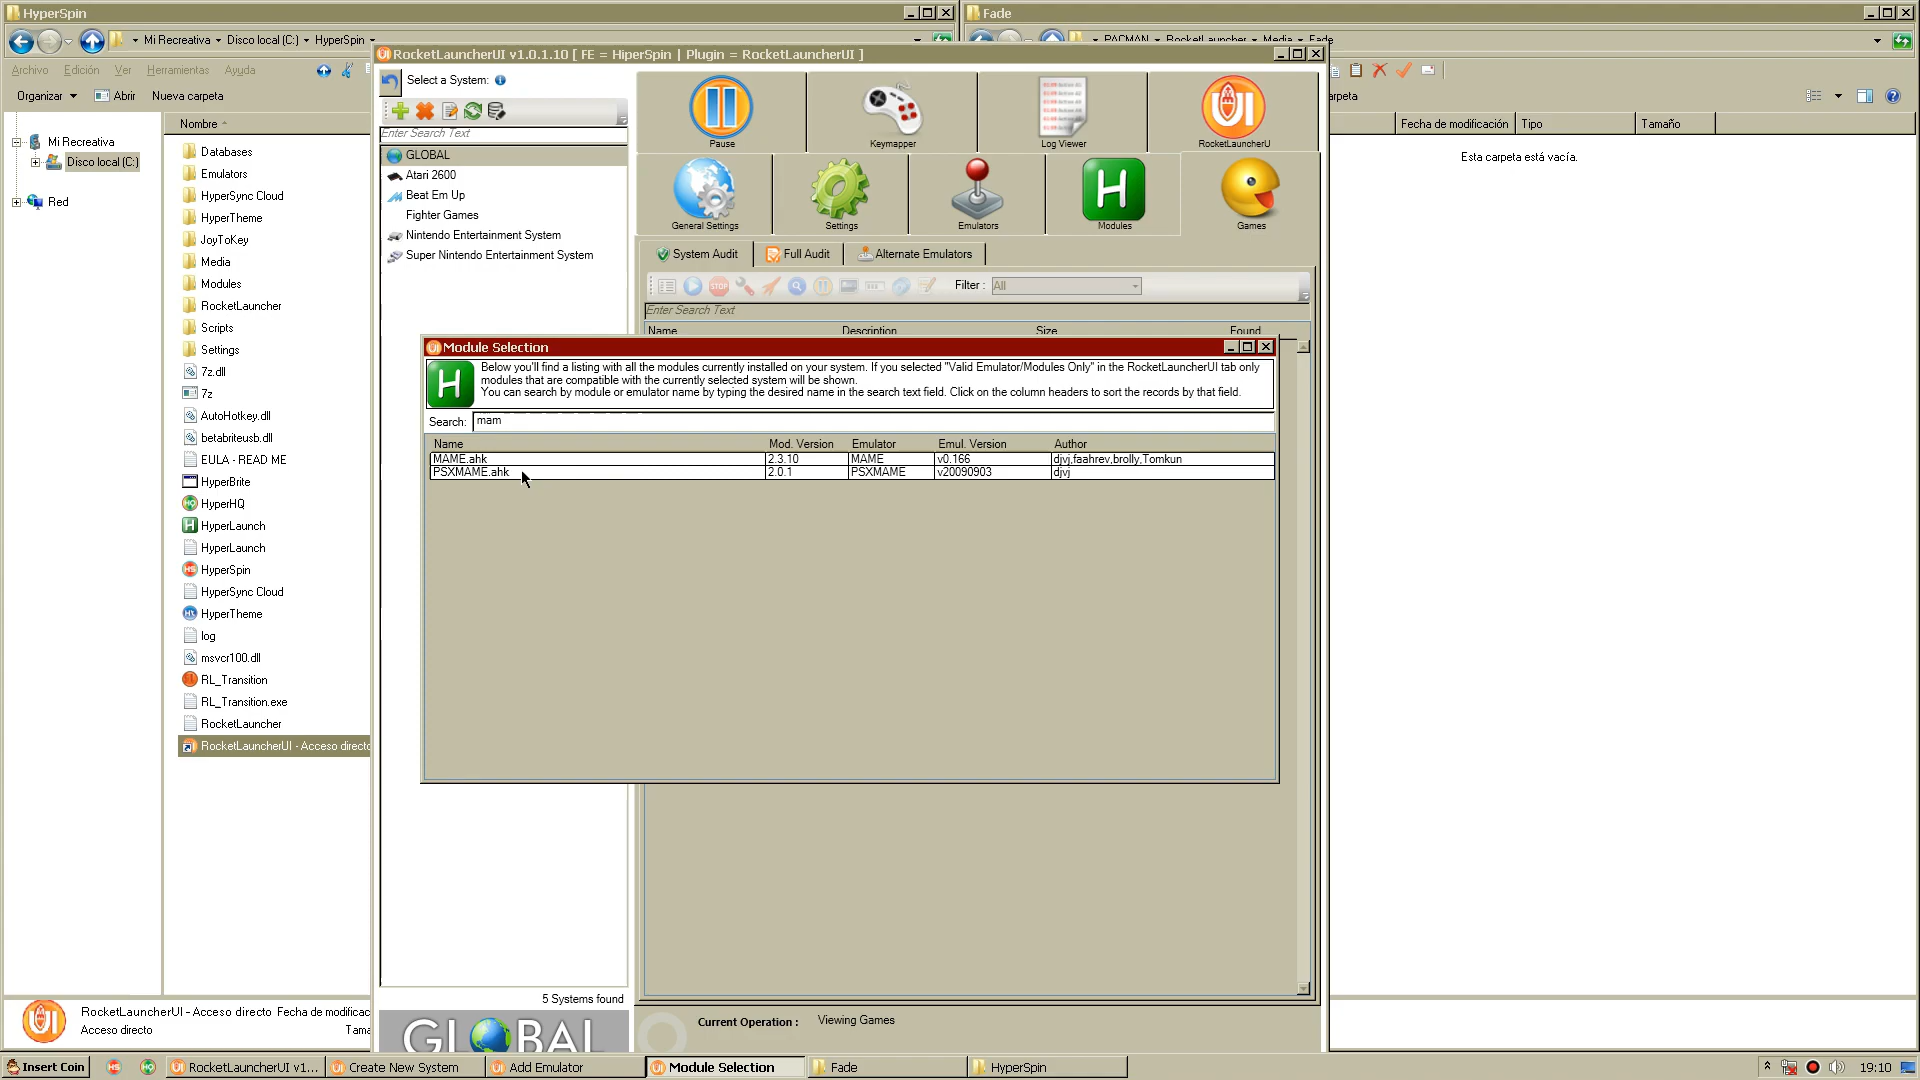 HyperSpin
Fade
Mi Recreativa
Disco local (C:)
HyperSpin
PACMAN
RocketLauncher
Media
Fade
RocketLauncherUI v1.0.1.10 [ FE = HiperSpin | Plugin = RocketLauncherUI ]
Archivo
Edición
Ver
Herramientas
Ayuda
Select a System:
Organizar
Abrir
Nueva carpeta
rpeta
Pause
Keymapper
Log Viewer
RocketLauncherUI
Nombre
Fecha de modificación
Tipo
Tamaño
Enter Search Text
Esta carpeta está vacía.
Mi Recreativa
Disco local (C:)
Red
GLOBAL
Atari 2600
Beat Em Up
Fighter Games
Nintendo Entertainment System
Super Nintendo Entertainment System
General Settings
Settings
Emulators
Modules
Games
System Audit
Full Audit
Alternate Emulators
STOP
Filter :
All
Enter Search Text
Name
Description
Size
Found
Databases
Emulators
HyperSync Cloud
HyperTheme
JoyToKey
Media
Modules
RocketLauncher
Scripts
Settings
7z.dll
7z
AutoHotkey.dll
betabriteusb.dll
EULA - READ ME
HyperBrite
HyperHQ
HyperLaunch
HyperLaunch
HyperSpin
HyperSync Cloud
HyperTheme
log
msvcr100.dll
RL_Transition
RL_Transition.exe
RocketLauncher
RocketLauncherUI - Acceso directo
Module Selection
Below you'll find a listing with all the modules currently installed on your system. If you selected "Valid Emulator/Modules Only" in the RocketLauncherUI tab only
modules that are compatible with the currently selected system will be shown.
You can search by module or emulator name by typing the desired name in the search text field. Click on the column headers to sort the records by that field.
Search:
mam
Name
Mod. Version
Emulator
Emul. Version
Author
MAME.ahk
2.3.10
MAME
v0.166
djvj,faahrev,brolly,Tomkun
PSXMAME.ahk
2.0.1
PSXMAME
v20090903
djvj
5 Systems found
GLOBAL
Current Operation :
Viewing Games
RocketLauncherUI - Acceso directo
Fecha de modificac
Acceso directo
Tama
Insert Coin
RocketLauncherUI v1...
Create New System
Add Emulator
Module Selection
Fade
HyperSpin
19:10